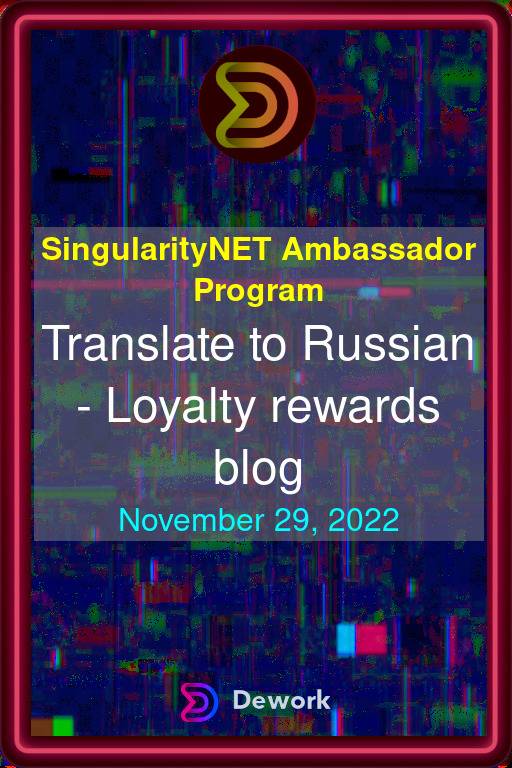 SingularityNET Ambassador
Program
Translate to Russian
- Loyalty rewards
blog
November 29, 2022
Dework